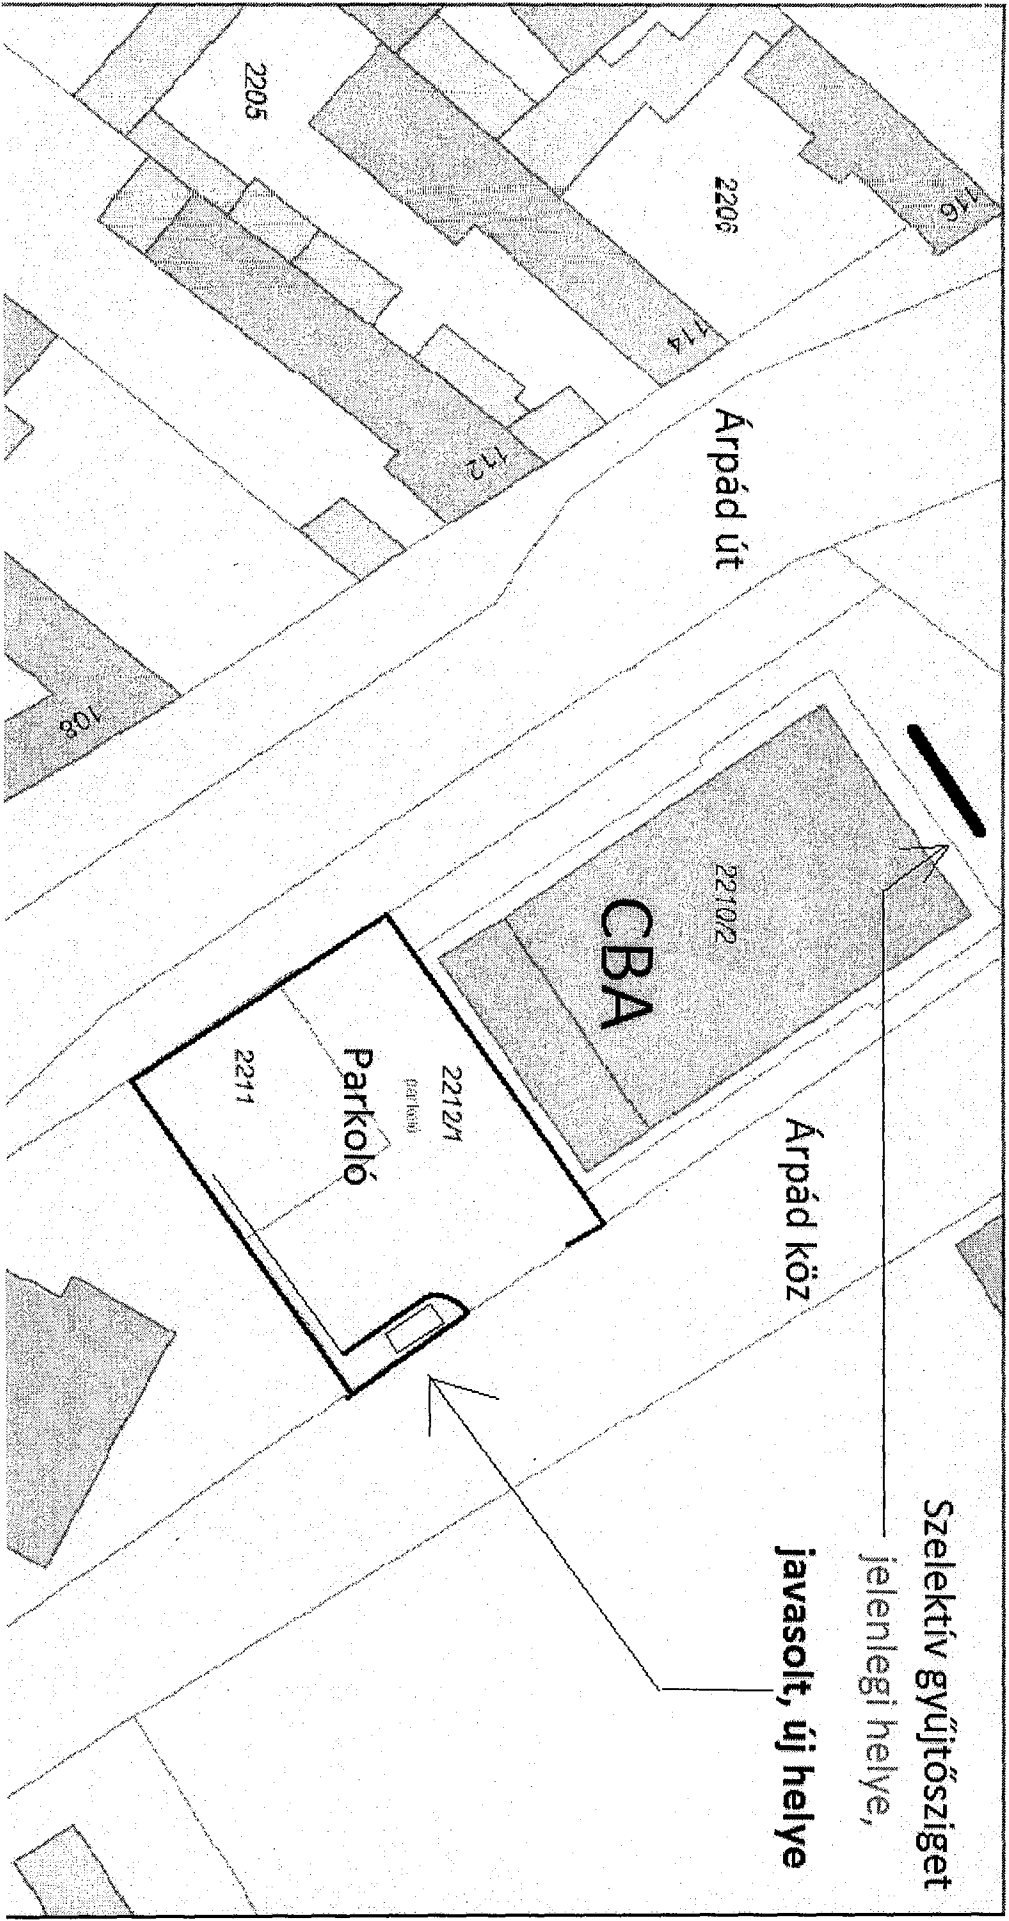 Szelektív gyűjtősziget
jelenlegi helye,
javasolt, új helye
116
2206
114
2205
112
108
Árpád út
2210/2
CBA
Árpád köz
2212/1
parkoló
Parkoló
2211